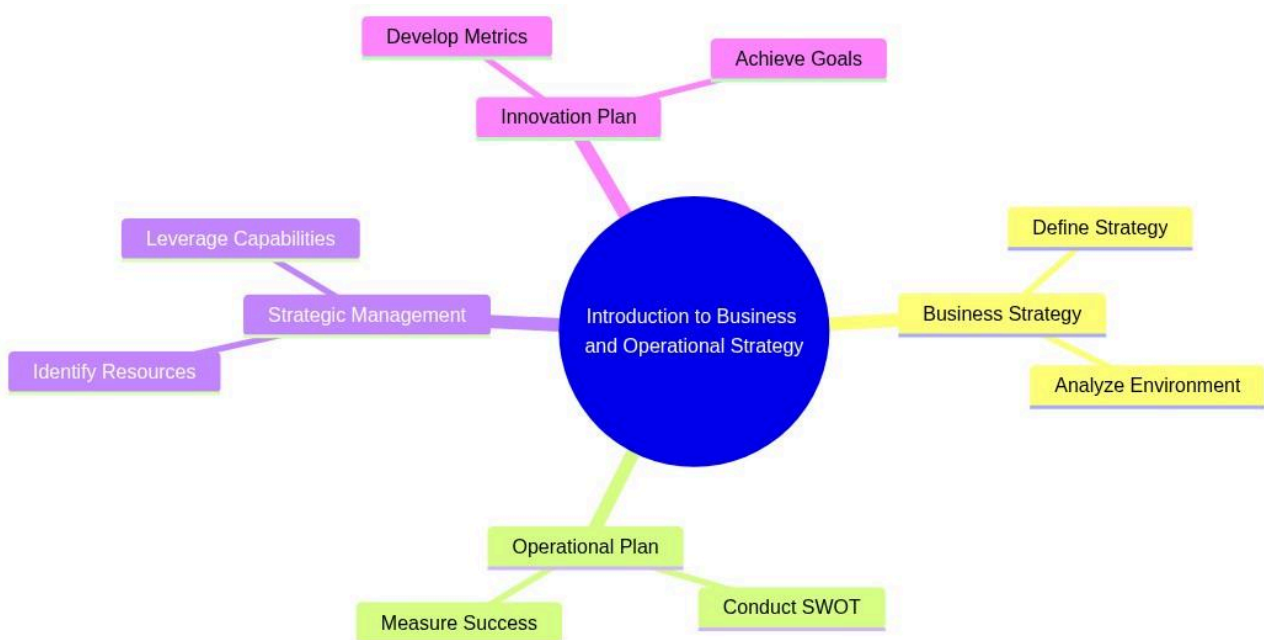 Develop Metrics
Achieve Goals
Innovation Plan
Leverage Capabilities
Strategic Management
Identify Resources
Introduction to Business
and Operational Strategy
Define Strategy
Business Strategy
Analyze Environment
Operational Plan
Measure Success
Conduct SWOT